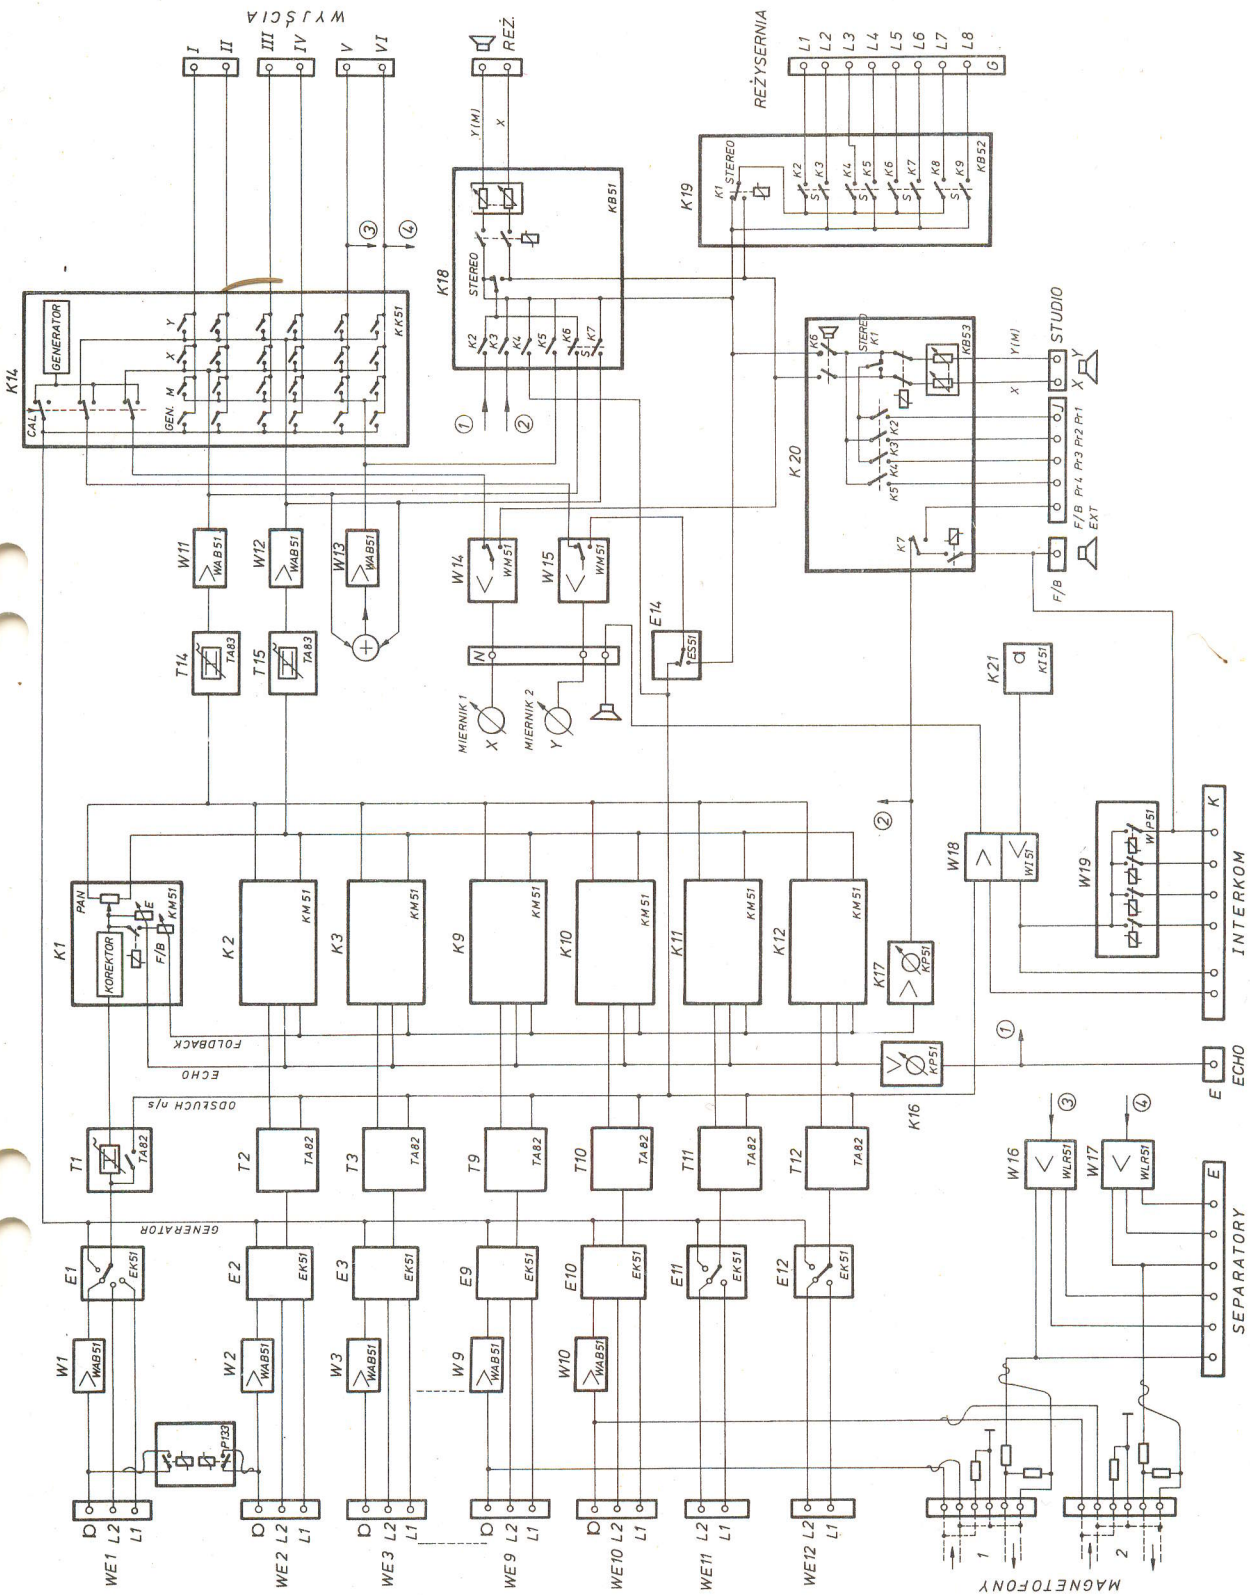 WYJŚCIA
I
II
III
IV
V
VI
REŻ.
REŻYSERNIA
L1
L2
L3
L4
L5
L6
L7
L8
G
K14
GENERATOR
CAL
GEN. M X Y
KK51
3
4
Y(M)
X
K18
STEREO
K2
K3
K4
K5
K6
S
K7
KB51
1
2
K19
K1
STEREO
K2
S K3
K4
S K5
K6
S K7
K8
S K9
KB52
K20
K6
STEREO
K1
K2
K3
K4
K5
K7
KB53
X
Y(M)
STUDIO
X Y
J
F/B Pr4 Pr3 Pr2 Pr1
EXT
F/B
W11
WAB51
W12
WAB51
W13
WAB51
T14
TA83
T15
TA83
W14
WM51
W15
WM51
N
MIERNIK 1
X
MIERNIK 2
Y
E14
ES51
K21
a
KI51
K1
PAN
KOREKTOR
E
F/B
KM51
K2
KM51
K3
KM51
K9
KM51
K10
KM51
K11
KM51
K12
KM51
FOLDBACK
ECHO
ODSŁUCH n/s
GENERATOR
K17
KP51
K16
KP51
2
1
W18
WI51
W19
WP51
K
INTERKOM
E
ECHO
T1
TA82
T2
TA82
T3
TA82
T9
TA82
T10
TA82
T11
TA82
T12
TA82
E1
EK51
E2
EK51
E3
EK51
E9
EK51
E10
EK51
E11
EK51
E12
EK51
W1
WAB51
W2
WAB51
W3
WAB51
W9
WAB51
W10
WAB51
P133
W16
WLR51
3
W17
WLR51
4
E
SEPARATORY
WE1 L2
L1
WE2 L2
L1
WE3 L2
L1
WE9 L2
L1
WE10 L2
L1
WE11 L2
L1
WE12 L2
L1
1
2
MAGNETOFONY